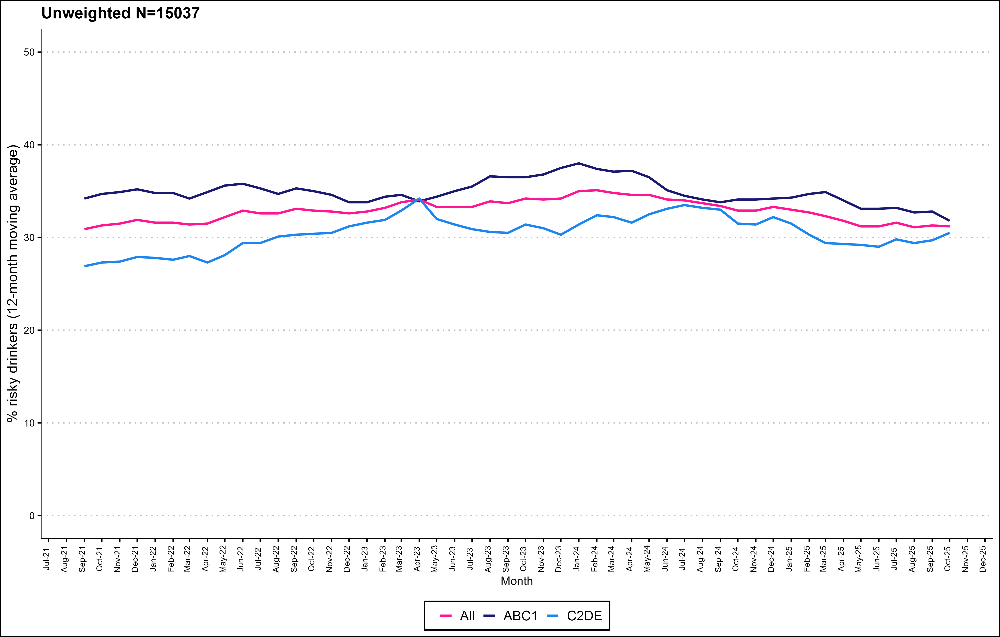 Unweighted N=15037
% risky drinkers (12-month moving average)
50
40
30
20
10
0
Jul-21
Aug-21
Sep-21
Oct-21
Nov-21
Dec-21
Jan-22
Feb-22
Mar-22
Apr-22
May-22
Jun-22
Jul-22
Aug-22
Sep-22
Oct-22
Nov-22
Dec-22
Jan-23
Feb-23
Mar-23
Apr-23
May-23
Jun-23
Jul-23
Aug-23
Sep-23
Oct-23
Nov-23
Dec-23
Jan-24
Feb-24
Mar-24
Apr-24
May-24
Jun-24
Jul-24
Aug-24
Sep-24
Oct-24
Nov-24
Dec-24
Jan-25
Feb-25
Mar-25
Apr-25
May-25
Jun-25
Jul-25
Aug-25
Sep-25
Oct-25
Nov-25
Dec-25
Month
All ABC1 C2DE